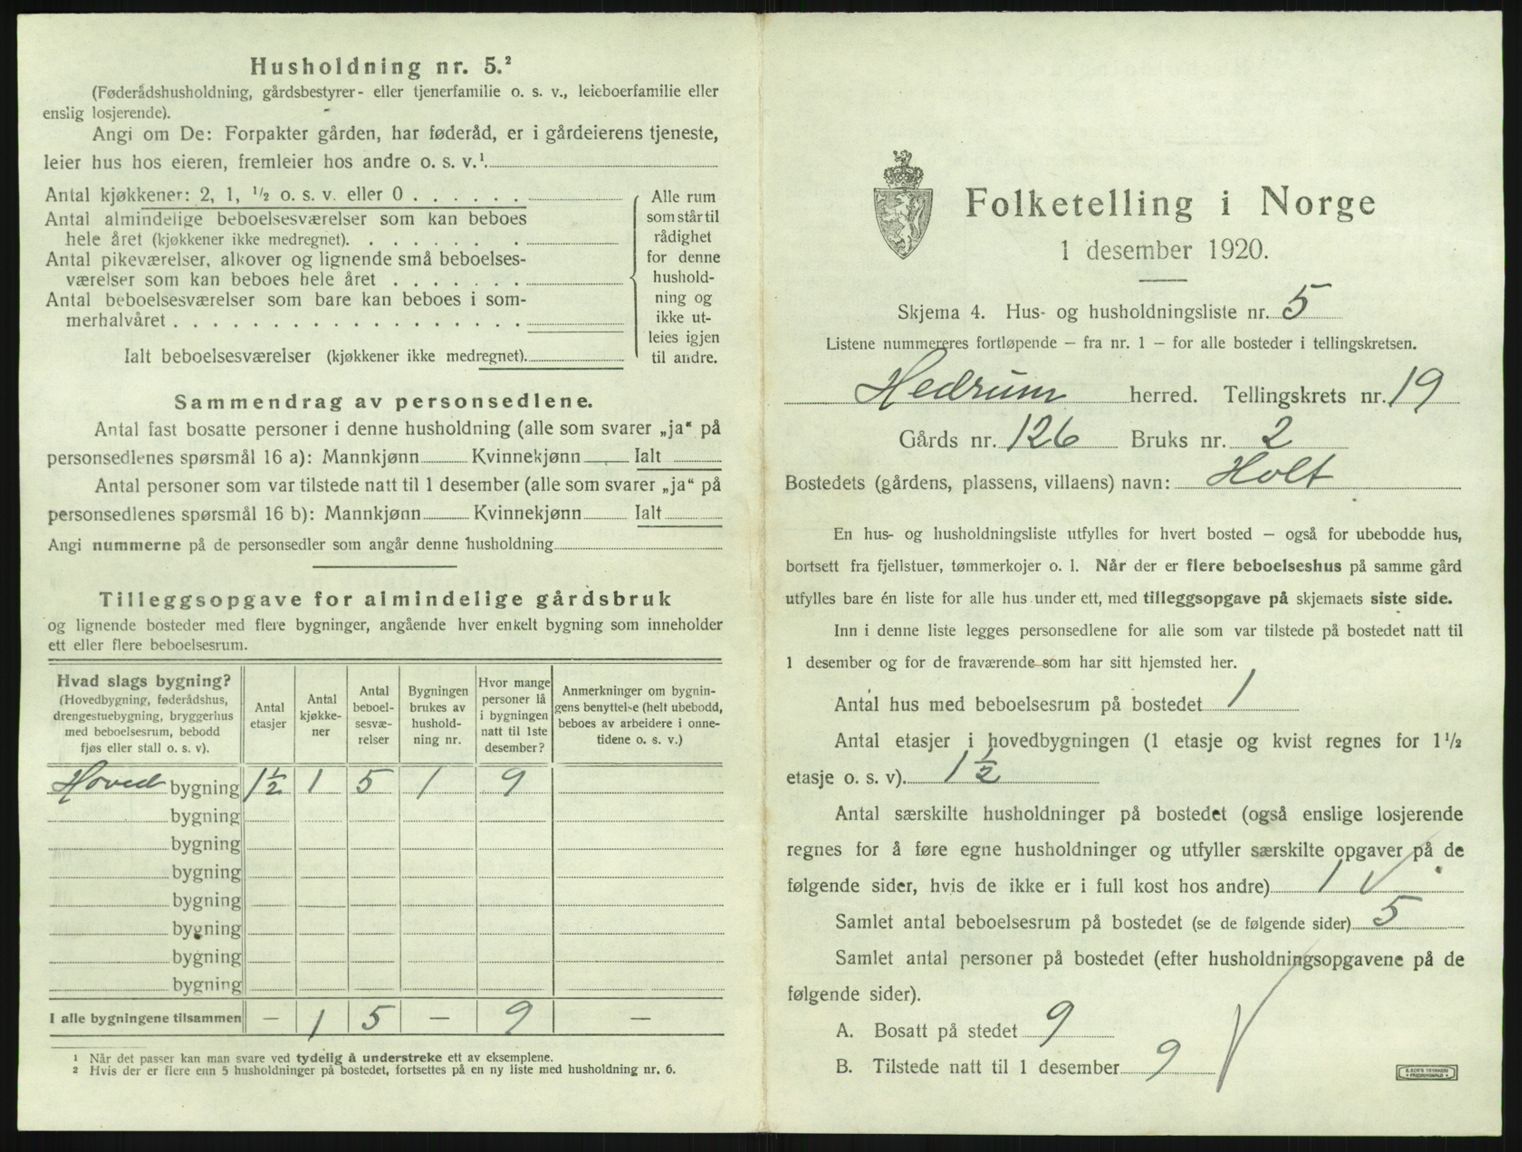 Husholdning nr. 5.²
(Føderådshusholdning, gårdsbestyrer- eller tjenerfamilie o. s. v., leieboerfamilie eller
enslig losjerende).
Angi om De: Forpakter gården, har føderåd, er i gårdeierens tjeneste,
leier hus hos eieren, fremleier hos andre o. s. v.¹.
Antal kjøkkener: 2, 1, ½ o. s. v. eller 0 . . . . . .
Antal almindelige beboelsesværelser som kan beboes
hele året (kjøkkener ikke medregnet). . . . . . . .
Antal pikeværelser, alkover og lignende små beboelses-
værelser som kan beboes hele året . . . . . . .
Antal beboelsesværelser som bare kan beboes i som-
merhalvåret . . . . . . . . . . . . . . . . .
Ialt beboelsesværelser (kjøkkener ikke medregnet).
Alle rum
som står til
rådighet
for denne
hushold-
ning og
ikke ut-
leies igjen
til andre.
Sammendrag av personsedlene.
Antal fast bosatte personer i denne husholdning (alle som svarer „ja" på
personsedlenes spørsmål 16 a): Mannkjønn Kvinnekjønn Ialt
Antal personer som var tilstede natt til 1 desember (alle som svarer „ja" på
personsedlenes spørsmål 16 b): Mannkjønn Kvinnekjønn Ialt
Angi nummerne på de personsedler som angår denne husholdning
Tilleggsopgave for almindelige gårdsbruk
og lignende bosteder med flere bygninger, angående hver enkelt bygning som inneholder
ett eller flere beboelsesrum.
Hvad slags bygning?
(Hovedbygning, føderådshus,
drengestuebygning, bryggerhus
med beboelsesrum, bebodd
fjøs eller stall o. s. v).
Antal
etasjer
Antal
kjøkke-
ner
Antal
beboel-
sesvæ-
relser
Bygningen
brukes av
hushold-
ning nr.
Hvor mange
personer lå
i bygningen
natt til 1ste
desember?
Anmerkninger om bygnin-
gens benyttelse (helt ubebodd,
beboes av arbeidere i onne-
tidene o. s. v.)
Hoved bygning 1½ 1 5 1 9
bygning
bygning
bygning
bygning
bygning
bygning
bygning
I alle bygningene tilsammen — 1 5 — 9 —
¹ Når det passer kan man svare ved tydelig å understreke ett av eksemplene.
² Hvis der er flere enn 5 husholdninger på bostedet, fortsettes på en ny liste med husholdning nr. 6.
Folketelling i Norge
1 desember 1920.
Skjema 4. Hus- og husholdningsliste nr. 5
Listene nummereres fortløpende — fra nr. 1 — for alle bosteder i tellingskretsen.
Hedrum herred. Tellingskrets nr. 19
Gårds nr. 126 Bruks nr. 2
Bostedets (gårdens, plassens, villaens) navn: Holt
En hus- og husholdningsliste utfylles for hvert bosted — også for ubebodde hus,
bortsett fra fjellstuer, tømmerkojer o. l. Når der er flere beboelseshus på samme gård
utfylles bare én liste for alle hus under ett, med tilleggsopgave på skjemaets siste side.
Inn i denne liste legges personsedlene for alle som var tilstede på bostedet natt til
1 desember og for de fraværende som har sitt hjemsted her.
Antal hus med beboelsesrum på bostedet 1
Antal etasjer i hovedbygningen (1 etasje og kvist regnes for 1½
etasje o. s. v). 1½
Antal særskilte husholdninger på bostedet (også enslige losjerende
regnes for å føre egne husholdninger og utfyller særskilte opgaver på de
følgende sider, hvis de ikke er i full kost hos andre) 1
Samlet antal beboelsesrum på bostedet (se de følgende sider) 5
Samlet antal personer på bostedet (efter husholdningsopgavene på de
følgende sider).
A. Bosatt på stedet 9
B. Tilstede natt til 1 desember 9